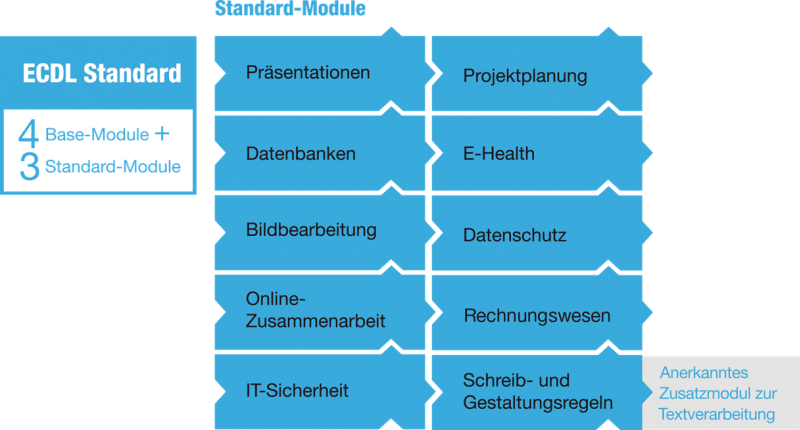 Standard-Module
ECDL Standard
4 Base-Module +
3 Standard-Module
Präsentationen
Projektplanung
Datenbanken
E-Health
Bildbearbeitung
Datenschutz
Online-
Zusammenarbeit
Rechnungswesen
IT-Sicherheit
Schreib- und
Gestaltungsregeln
Anerkanntes
Zusatzmodul zur
Textverarbeitung